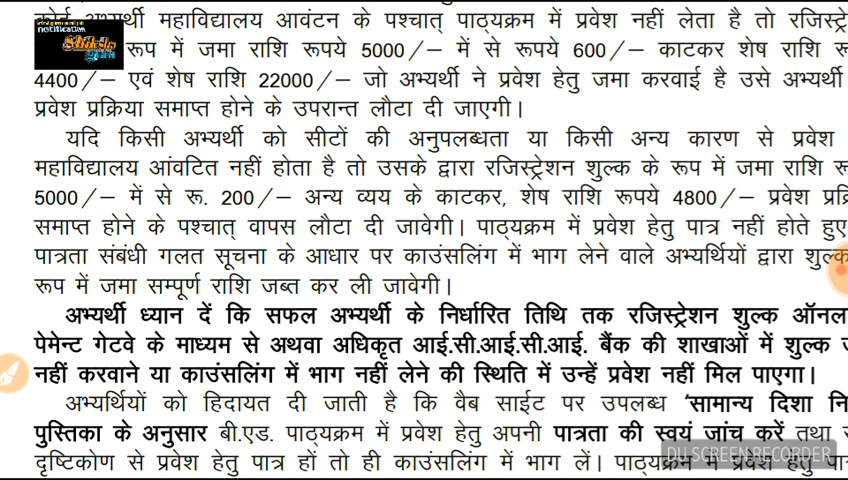 कोई अभ्यर्थी महाविद्यालय आवंटन के पश्चात् पाठ्यक्रम में प्रवेश नहीं लेता है तो रजिस्ट्रे
notification
रूप में जमा राशि रूपये 5000/– में से रूपये 600/– काटकर शेष राशि रू
4400/– एवं शेष राशि 22000/– जो अभ्यर्थी ने प्रवेश हेतु जमा करवाई है उसे अभ्यर्थी
प्रवेश प्रक्रिया समाप्त होने के उपरान्त लौटा दी जाएगी।
यदि किसी अभ्यर्थी को सीटों की अनुपलब्धता या किसी अन्य कारण से प्रवेश
महाविद्यालय आंवटित नहीं होता है तो उसके द्वारा रजिस्ट्रेशन शुल्क के रूप में जमा राशि रू
5000/– में से रू. 200/– अन्य व्यय के काटकर, शेष राशि रूपये 4800/– प्रवेश प्रक्रि
समाप्त होने के पश्चात् वापस लौटा दी जावेगी। पाठ्यक्रम में प्रवेश हेतु पात्र नहीं होते हुए
पात्रता संबंधी गलत सूचना के आधार पर काउंसलिंग में भाग लेने वाले अभ्यर्थियों द्वारा शुल्क
रूप में जमा सम्पूर्ण राशि जब्त कर ली जावेगी।
अभ्यर्थी ध्यान दें कि सफल अभ्यर्थी के निर्धारित तिथि तक रजिस्ट्रेशन शुल्क ऑनला
पेमेन्ट गेटवे के माध्यम से अथवा अधिकृत आई.सी.आई.सी.आई. बैंक की शाखाओं में शुल्क ज
नहीं करवाने या काउंसलिंग में भाग नहीं लेने की स्थिति में उन्हें प्रवेश नहीं मिल पाएगा।
अभ्यर्थियों को हिदायत दी जाती है कि वैब साईट पर उपलब्ध 'सामान्य दिशा नि
पुस्तिका के अनुसार बी.एड. पाठ्यक्रम में प्रवेश हेतु अपनी पात्रता की स्वयं जांच करें तथा
दृष्टिकोण से प्रवेश हेतु पात्र हों तो ही काउंसलिंग में भाग लें। पाठ्यक्रम में प्रवेश हेतु पा
DU SCREEN RECORDER